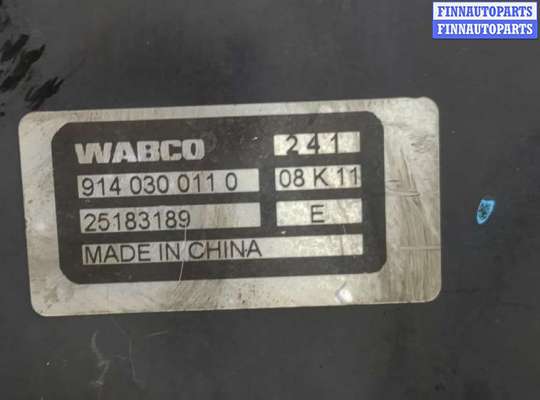 FINNAUTOPARTS
FINNAUTOPARTS
WABCO 241
914 030 011 0 08 K 11
25183189 E
MADE IN CHINA